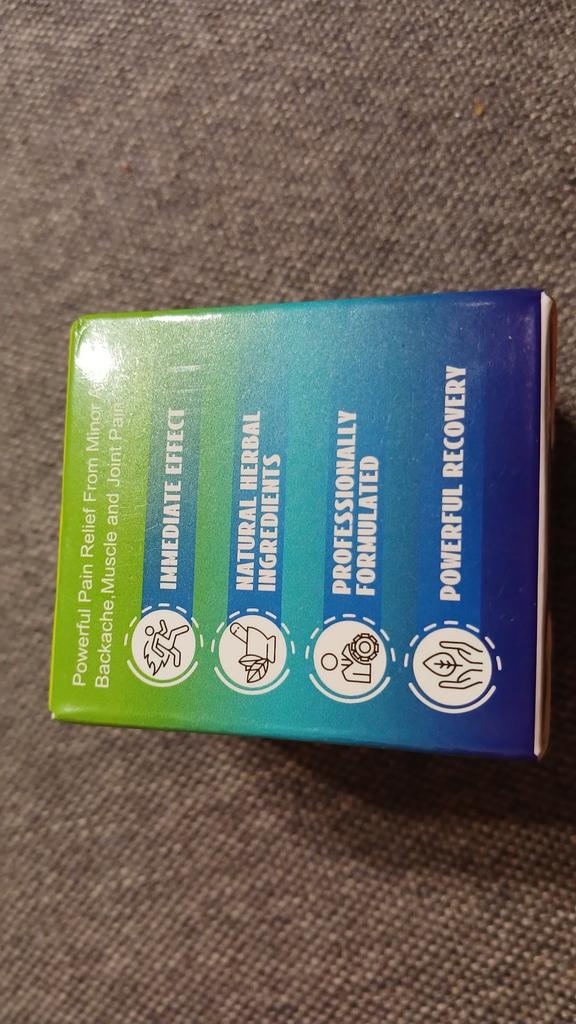 Powerful Pain Relief From Minor
Backache,Muscle and Joint Pain
IMMEDIATE EFFECT
NATURAL HERBAL
INGREDIENTS
PROFESSIONALLY
FORMULATED
POWERFUL RECOVERY